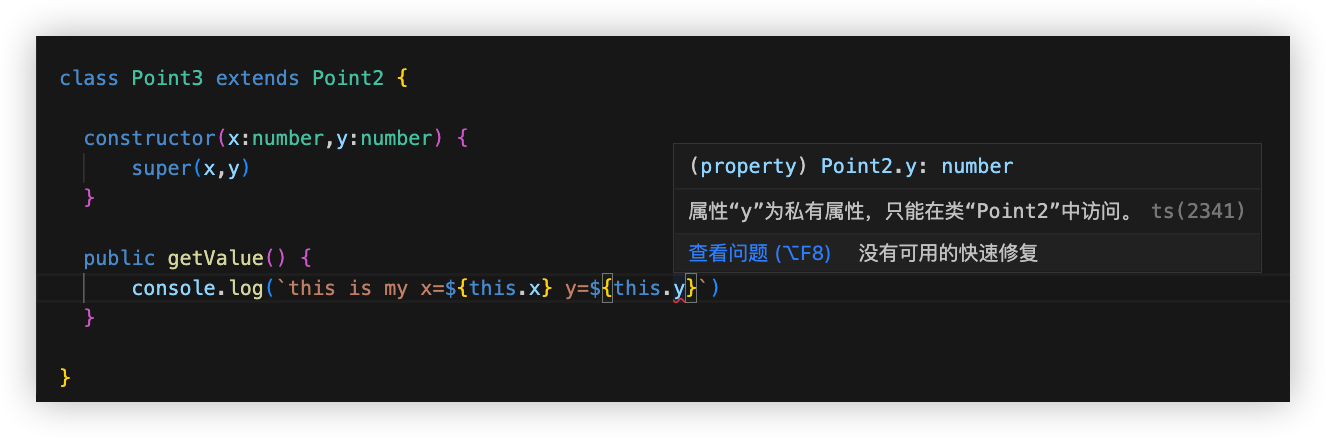 class Point3 extends Point2 {
constructor(x:number,y:number) {
super(x,y)
}
(property) Point2.y: number
属性“y”为私有属性，只能在类“Point2”中访问。 ts(2341)
查看问题 (⌥F8) 没有可用的快速修复
public getValue() {
console.log(`this is my x=${this.x} y=${this.y}`)
}
}